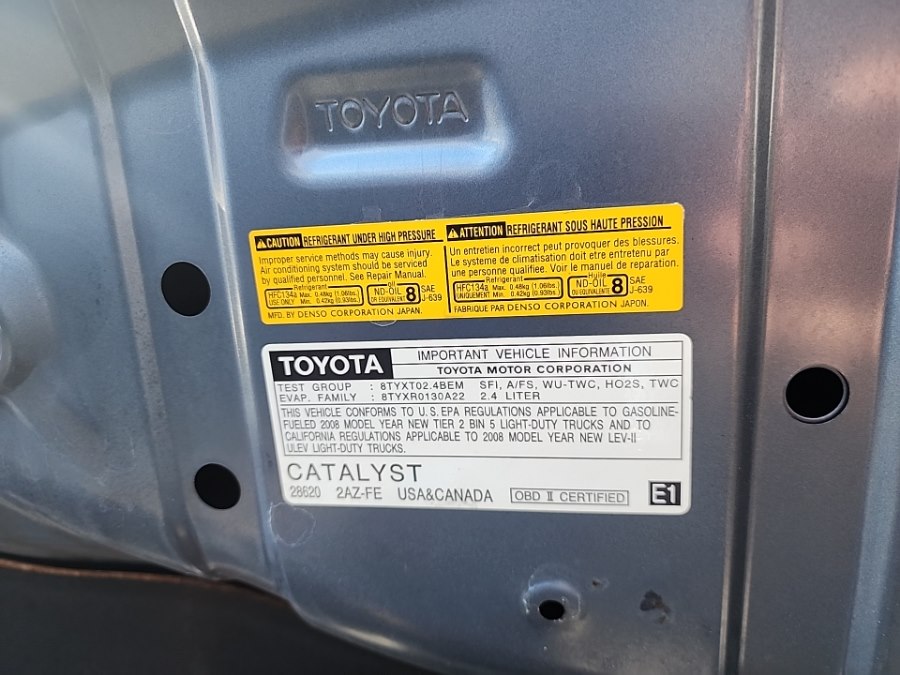 TOYOTA
CAUTION REFRIGERANT UNDER HIGH PRESSURE
Improper service methods may cause injury.
Air conditioning system should be serviced
by qualified personnel. See Repair Manual.
Refrigerant
HFC134a Max. 0.48kg (1.06lbs.)
USE ONLY Min. 0.42kg (0.93lbs.)
Oil
ND-OIL 8
OR EQUIVALENT
SAE
J-639
MFD. BY DENSO CORPORATION JAPAN.
ATTENTION REFRIGERANT SOUS HAUTE PRESSION
Un entretien incorrect peut provoquer des blessures.
Le systeme de climatisation doit être entretenu par
une personne qualifiée. Voir le manuel de réparation.
Refrigerant
HFC134a Max. 0.48kg (1.06lbs.)
UNIQUEMENT Min. 0.42kg (0.93lbs.)
Huile
ND-OIL 8
OU EQUIVALENTE
SAE
J-639
FABRIQUÉ PAR DENSO CORPORATION JAPON.
TOYOTA IMPORTANT VEHICLE INFORMATION
TOYOTA MOTOR CORPORATION
TEST GROUP : 8TYXT02.4BEM SFI, A/FS, WU-TWC, HO2S, TWC
EVAP. FAMILY : 8TYXR0130A22 2.4 LITER
THIS VEHICLE CONFORMS TO U.S. EPA REGULATIONS APPLICABLE TO GASOLINE-
FUELED 2008 MODEL YEAR NEW TIER 2 BIN 5 LIGHT-DUTY TRUCKS AND TO
CALIFORNIA REGULATIONS APPLICABLE TO 2008 MODEL YEAR NEW LEV-II
ULEV LIGHT-DUTY TRUCKS.
CATALYST
28620 2AZ-FE USA&CANADA OBD II CERTIFIED E1